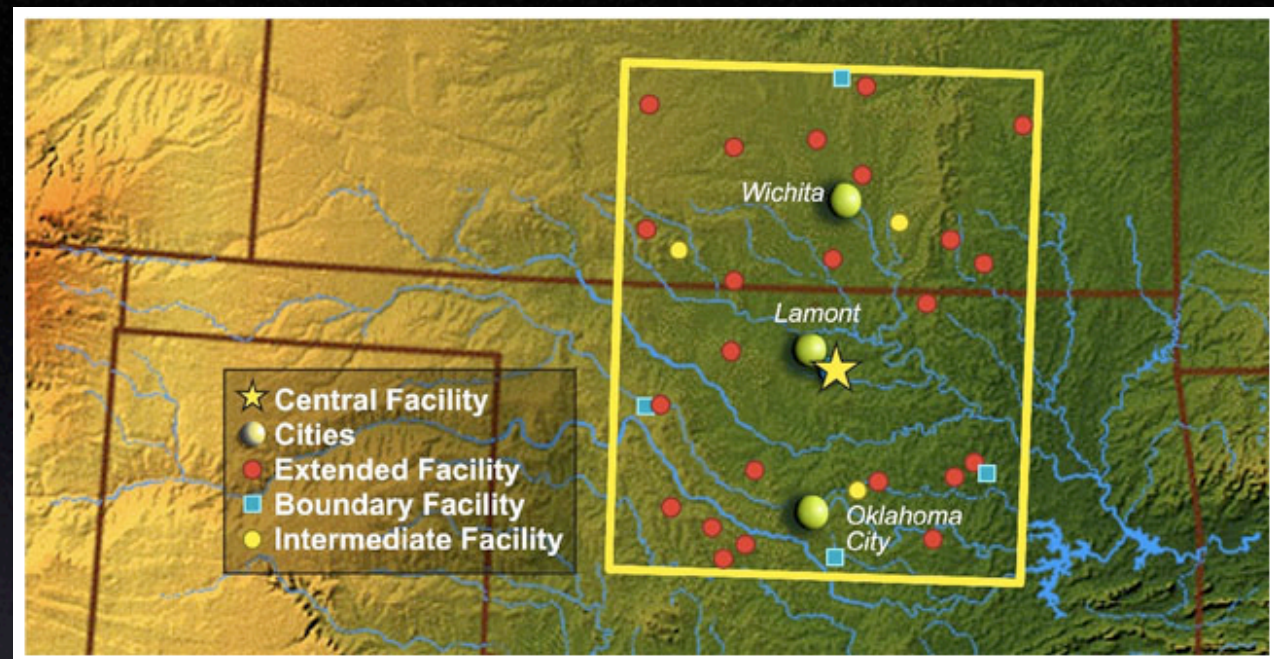 Wichita
Lamont
Central Facility
Cities
Extended Facility
Boundary Facility
Intermediate Facility
Oklahoma
City